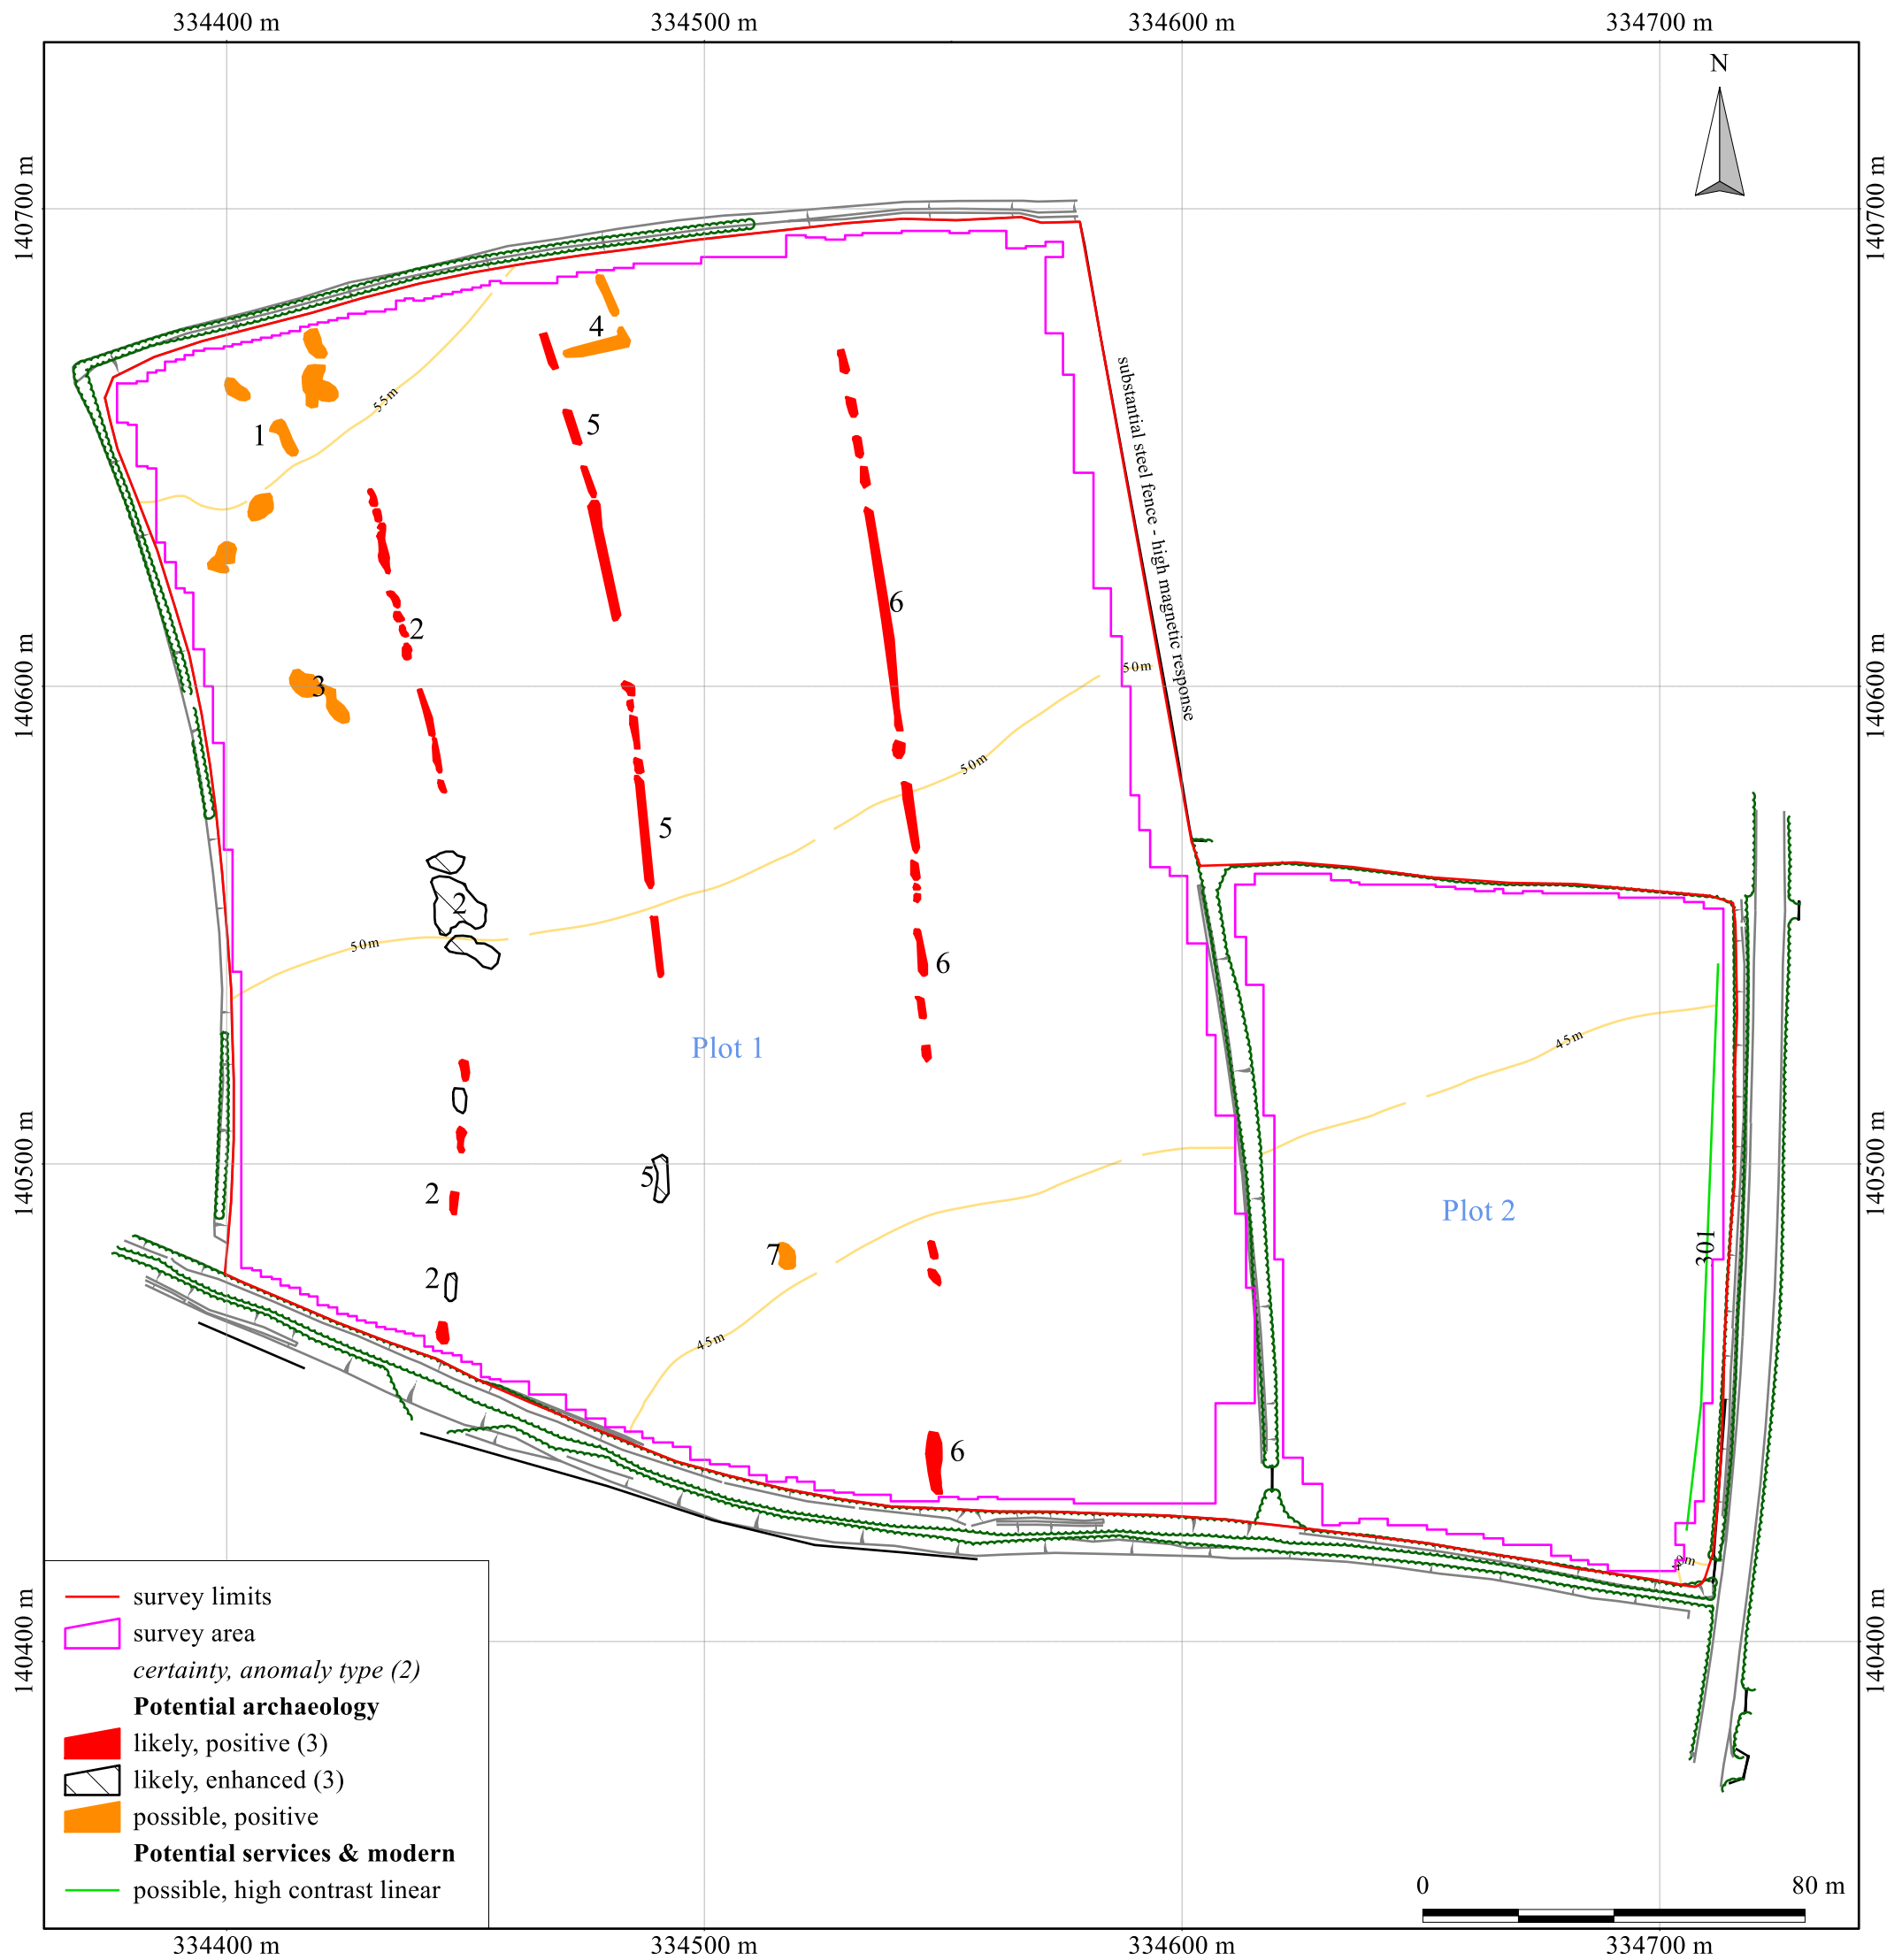 334400 m 334500 m 334600 m 334700 m
N
140700 m 140700 m
substantial steel fence - high magnetic response
4
55m
5
1
2
6
50m
3
140600 m 140600 m
50m
5
2
50m
6
Plot 1
45m
140500 m 140500 m
5
2
Plot 2
301
7
2
45m
6
survey limits
survey area
certainty, anomaly type (2)
Potential archaeology
likely, positive (3)
likely, enhanced (3)
possible, positive
Potential services & modern
possible, high contrast linear
140400 m 140400 m
0 80 m
334400 m 334500 m 334600 m 334700 m